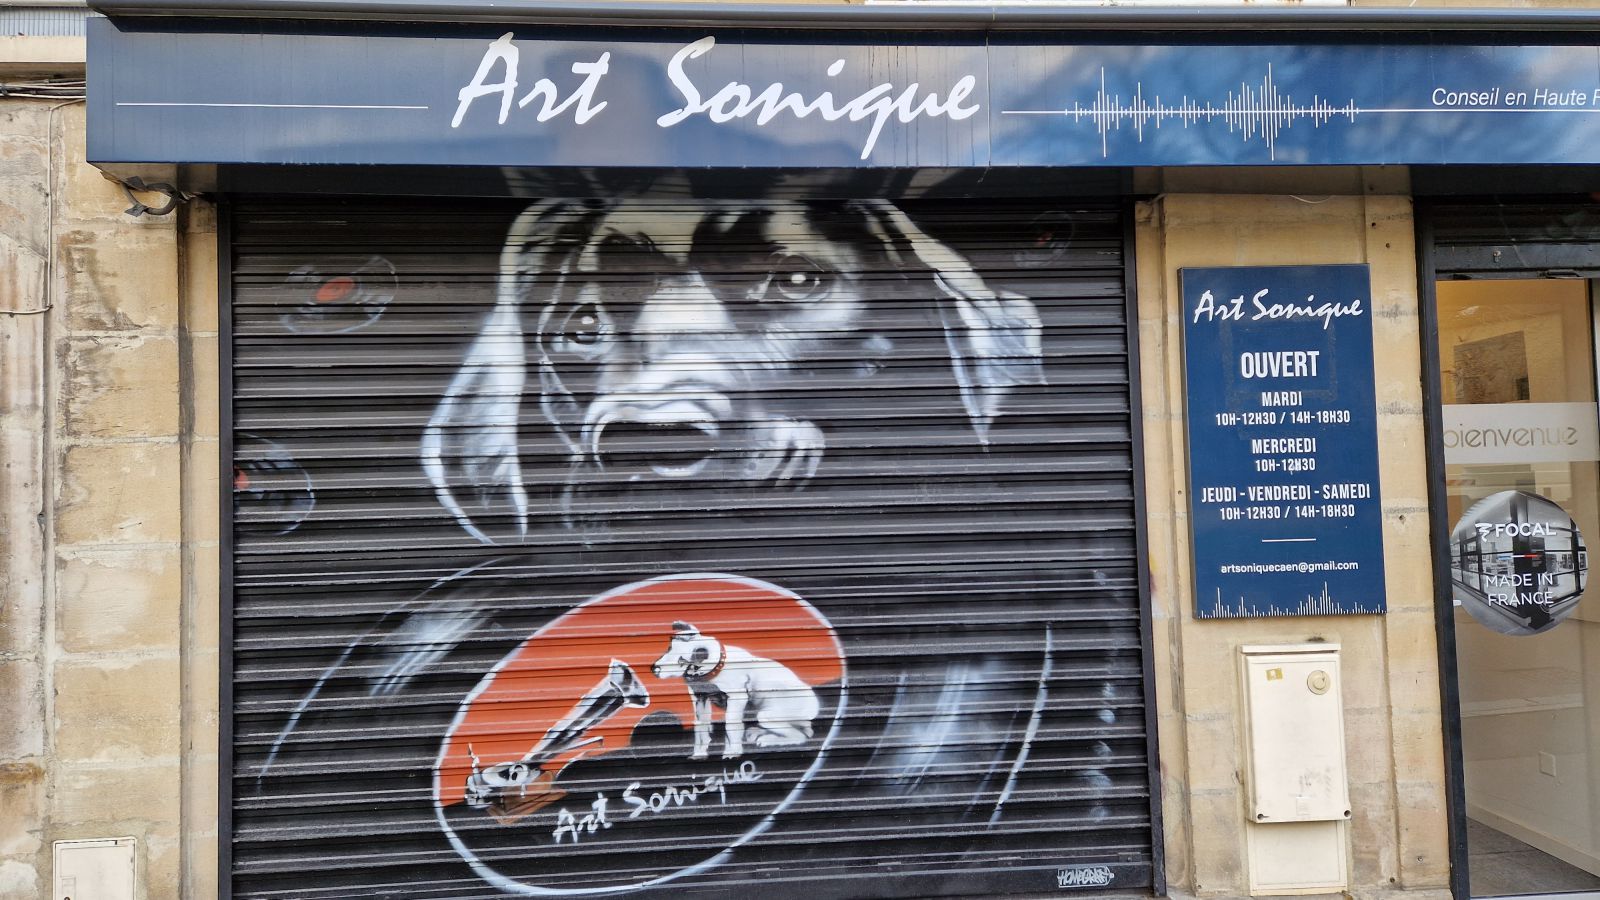 Art Sonique
Conseil en Haute F
Art Sonique
OUVERT
MARDI
10H-12H30 / 14H-18H30
MERCREDI
10H-12H30
JEUDI - VENDREDI - SAMEDI
10H-12H30 / 14H-18H30
artsoniquecaen@gmail.com
bienvenue
FOCAL
MADE IN
FRANCE
Art Sonique